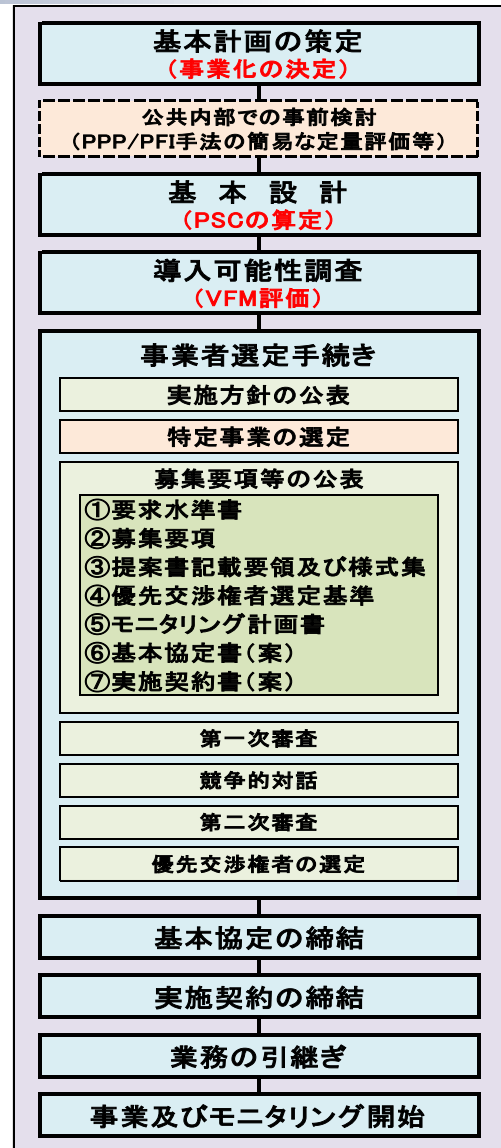 基本計画の策定
（事業化の決定）
公共内部での事前検討
（PPP/PFI手法の簡易な定量評価等）
基 本 設 計
（PSCの算定）
導入可能性調査
（VFM評価）
事業者選定手続き
実施方針の公表
特定事業の選定
募集要項等の公表
①要求水準書
②募集要項
③提案書記載要領及び様式集
④優先交渉権者選定基準
⑤モニタリング計画書
⑥基本協定書（案）
⑦実施契約書（案）
第一次審査
競争的対話
第二次審査
優先交渉権者の選定
基本協定の締結
実施契約の締結
業務の引継ぎ
事業及びモニタリング開始